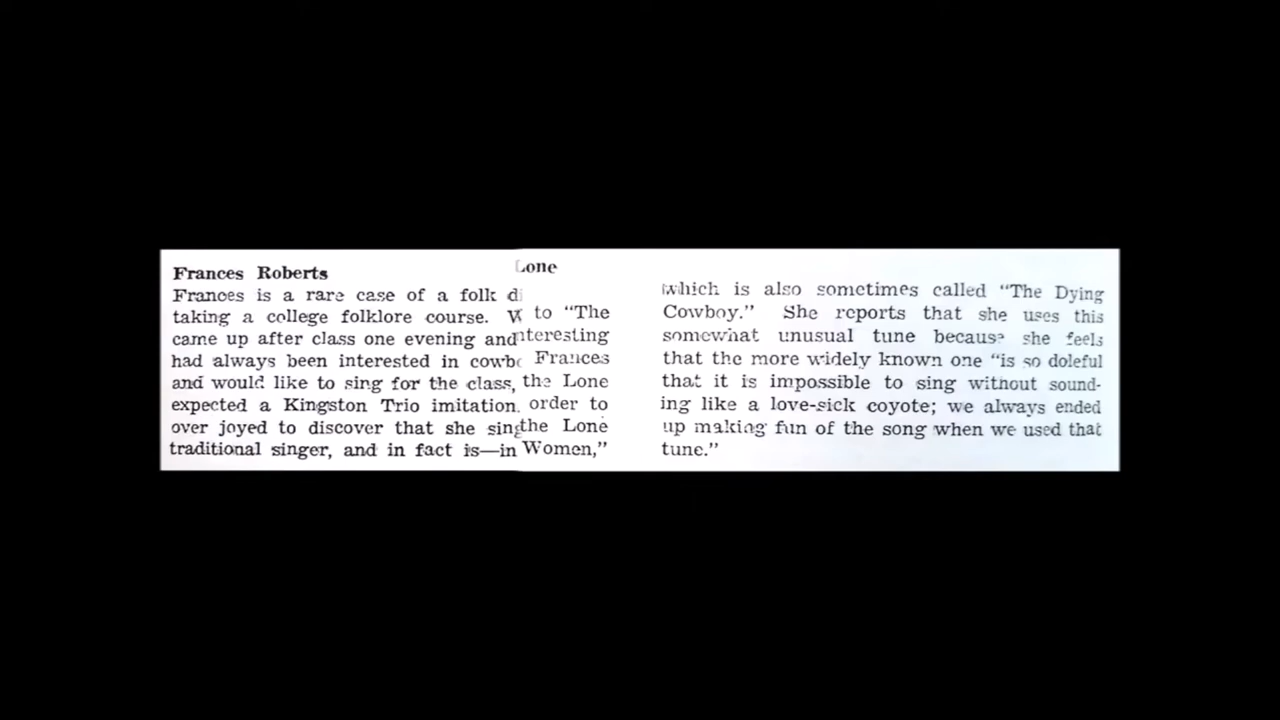 Frances Roberts
Frances is a rare case of a folk
taking a college folklore course.
came up after class one evening and
had always been interested in
and would like to sing for the class,
expected a Kingston Trio imitation.
over joyed to discover that she
traditional singer, and in fact is—in
Lone
to “The
Frances
the Lone
order to
the Lone
Women,”
which is also sometimes called “The Dying
Cowboy.” She reports that she uses this
somewhat unusual tune because she feels
that the more widely known one “is so doleful
that it is impossible to sing without sound-
ing like a love-sick coyote; we always ended
up making fun of the song when we used that
tune.”